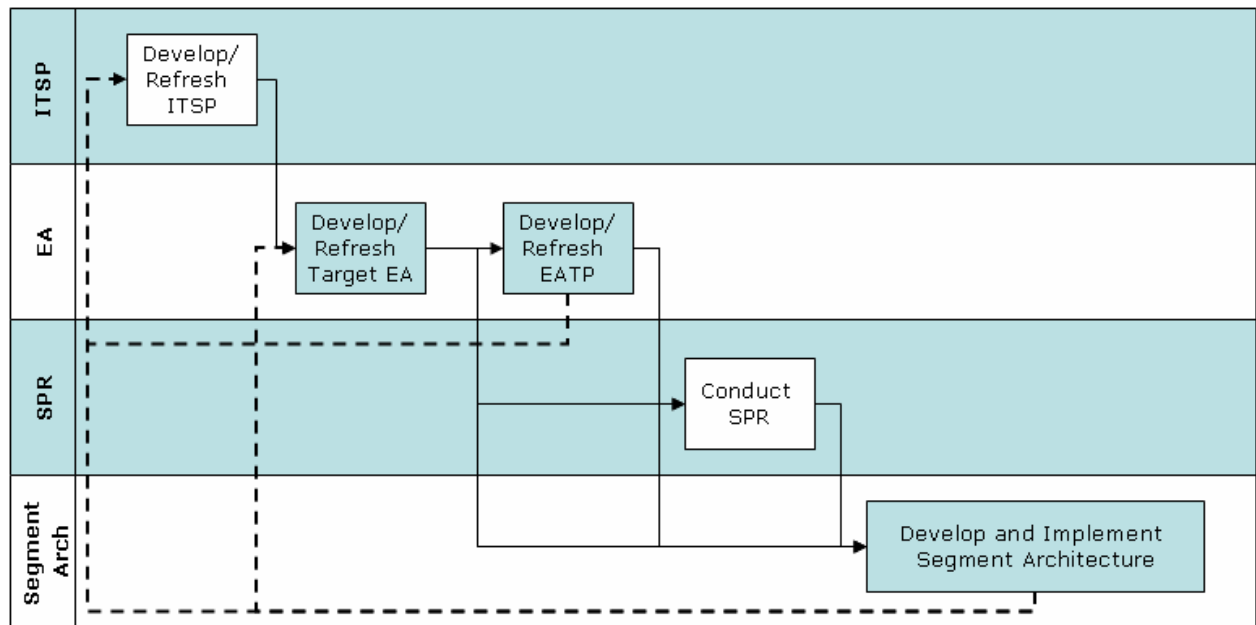 ITSP
Develop/
Refresh
ITSP
EA
Develop/
Refresh
Target EA
Develop/
Refresh
EATP
SPR
Conduct
SPR
Segment
Arch
Develop and Implement
Segment Architecture